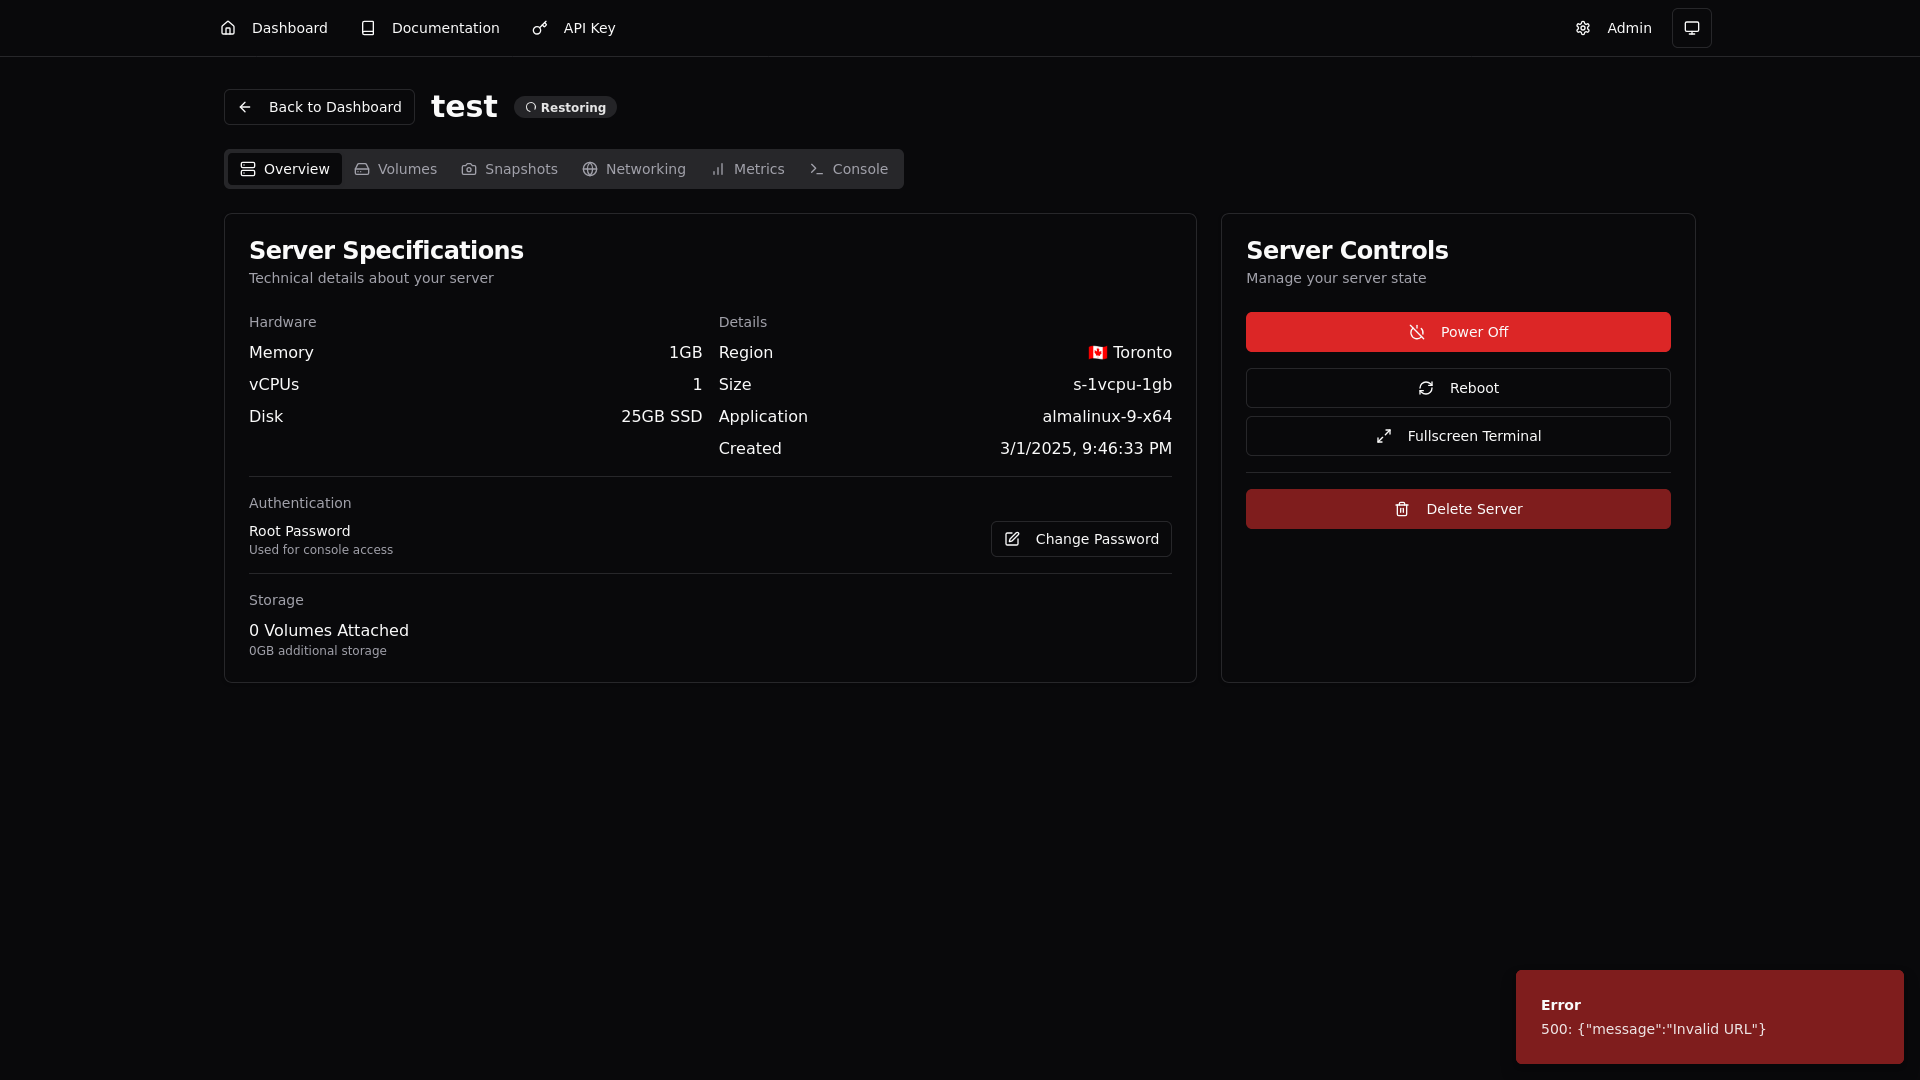 Dashboard
Documentation
API Key
Admin
Back to Dashboard
test
Restoring
Overview
Volumes
Snapshots
Networking
Metrics
Console
Server Specifications
Technical details about your server
Hardware
Memory 1GB
vCPUs 1
Disk 25GB SSD
Details
Region Toronto
Size s-1vcpu-1gb
Application almalinux-9-x64
Created 3/1/2025, 9:46:33 PM
Authentication
Root Password
Used for console access
Change Password
Storage
0 Volumes Attached
0GB additional storage
Server Controls
Manage your server state
Power Off
Reboot
Fullscreen Terminal
Delete Server
Error
500: {"message":"Invalid URL"}